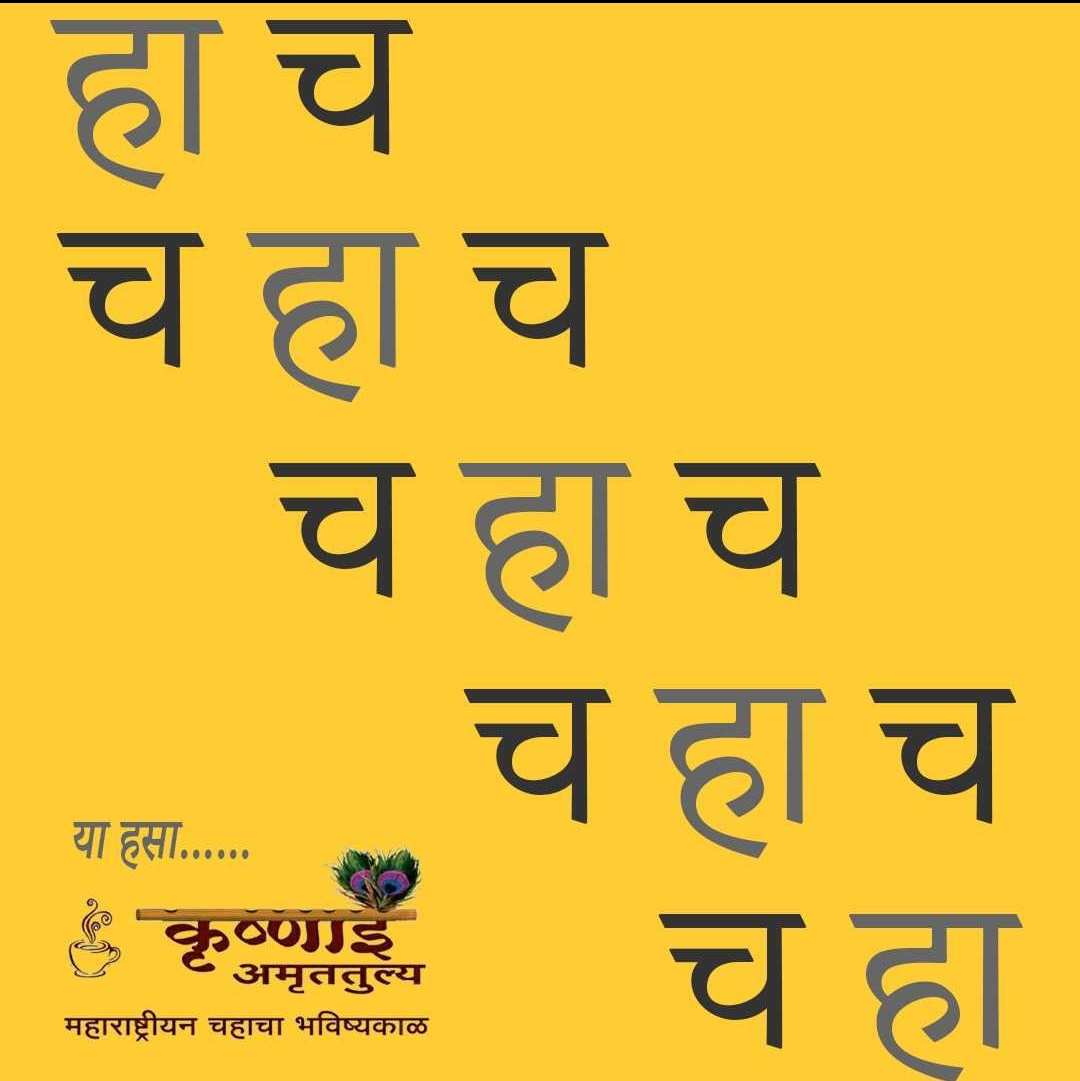 हा च
च हा च
च हा च
च हा च
च हा
या हसा......
कृष्णाई
अमृततुल्य
महाराष्ट्रीयन चहाचा भविष्यकाळ